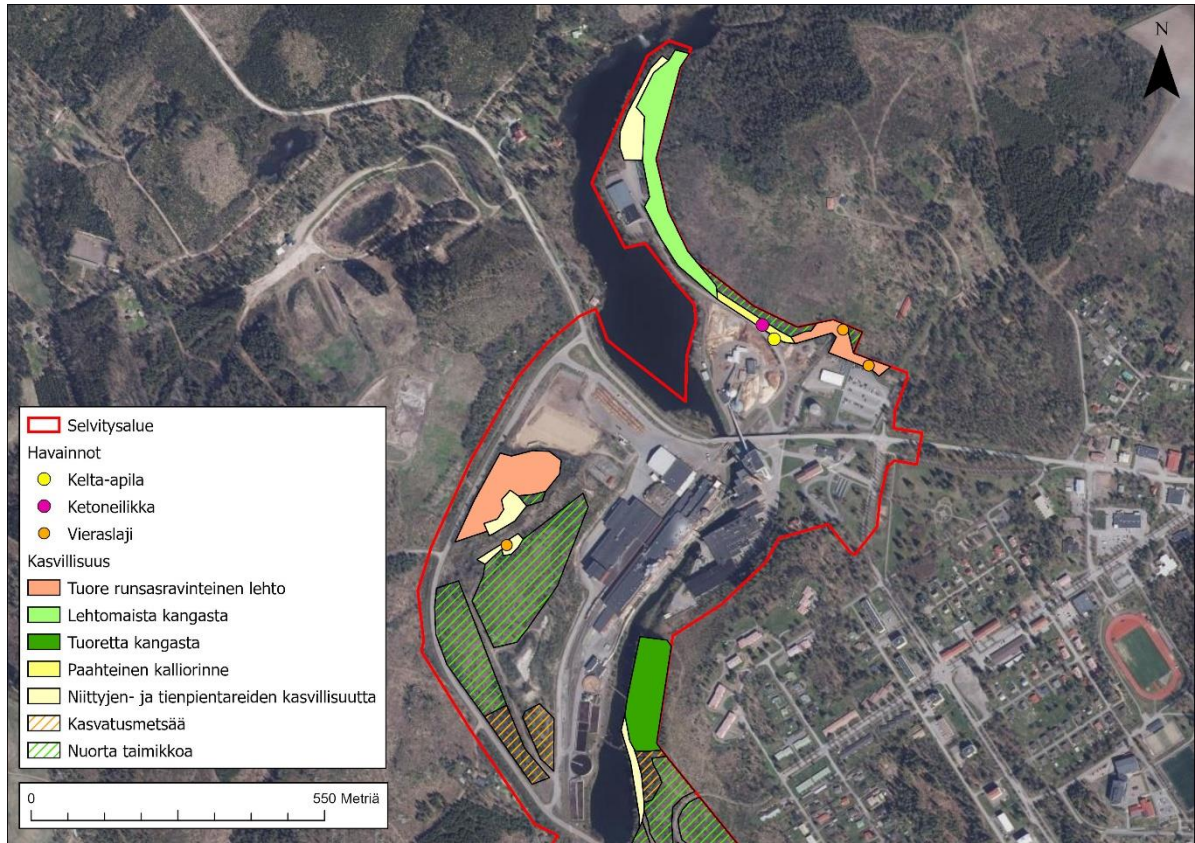 N
Selvitysalue
Havainnot
Kelta-apila
Ketoneilikka
Vieraslaji
Kasvillisuus
Tuore runsasravinteinen lehto
Lehtomaista kangasta
Tuoretta kangasta
Paahteinen kalliorinne
Niittyjen- ja tienpientareiden kasvillisuutta
Kasvatusmetsää
Nuorta taimikkoa
0 550 Metriä